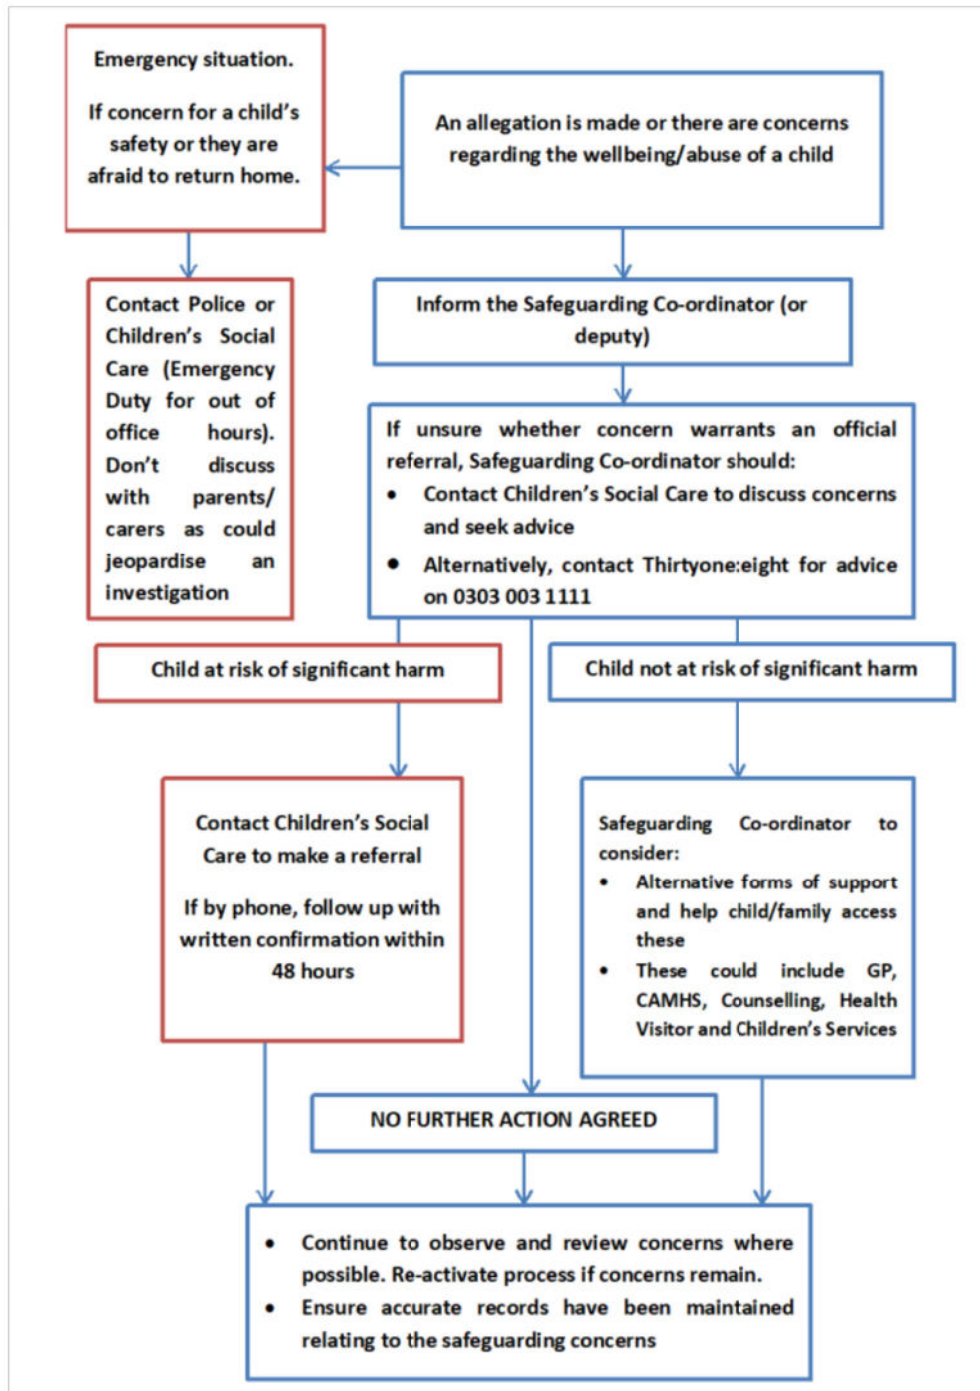 Emergency situation.
If concern for a child's
safety or they are
afraid to return home.
An allegation is made or there are concerns
regarding the wellbeing/abuse of a child
Contact Police or
Children's Social
Care (Emergency
Duty for out of
office hours).
Don't discuss
with parents/
carers as could
jeopardise an
investigation
Inform the Safeguarding Co-ordinator (or
deputy)
If unsure whether concern warrants an official
referral, Safeguarding Co-ordinator should:
• Contact Children's Social Care to discuss concerns
and seek advice
• Alternatively, contact Thirtyone:eight for advice
on 0303 003 1111
Child at risk of significant harm
Child not at risk of significant harm
Contact Children's Social
Care to make a referral
If by phone, follow up with
written confirmation within
48 hours
Safeguarding Co-ordinator to
consider:
• Alternative forms of support
and help child/family access
these
• These could include GP,
CAMHS, Counselling, Health
Visitor and Children's Services
NO FURTHER ACTION AGREED
• Continue to observe and review concerns where
possible. Re-activate process if concerns remain.
• Ensure accurate records have been maintained
relating to the safeguarding concerns